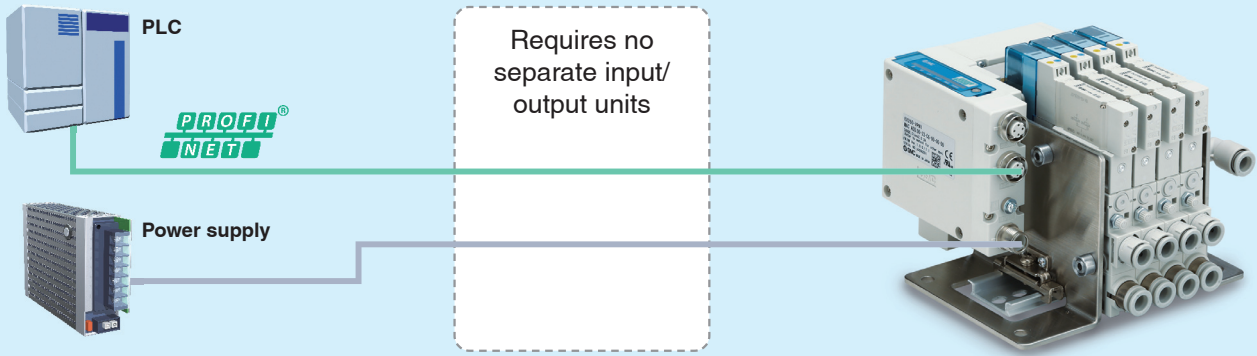 PLC
PROFI®
NET
Requires no
separate input/
output units
Power supply